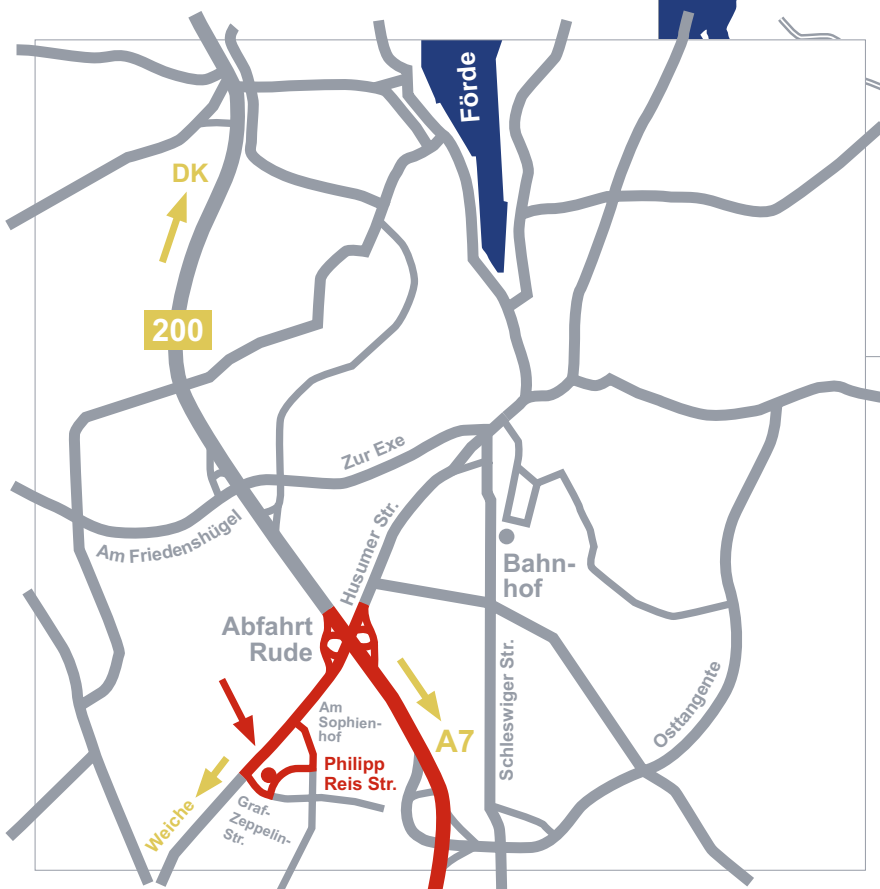 Förde
DK
200
Zur Exe
Am Friedenshügel
Husumer Str.
Bahn-
hof
Abfahrt
Rude
Schleswiger Str.
Osttangente
Am
Sophien-
hof
A7
Philipp
Reis Str.
Weiche
Graf-
Zeppelin-
Str.